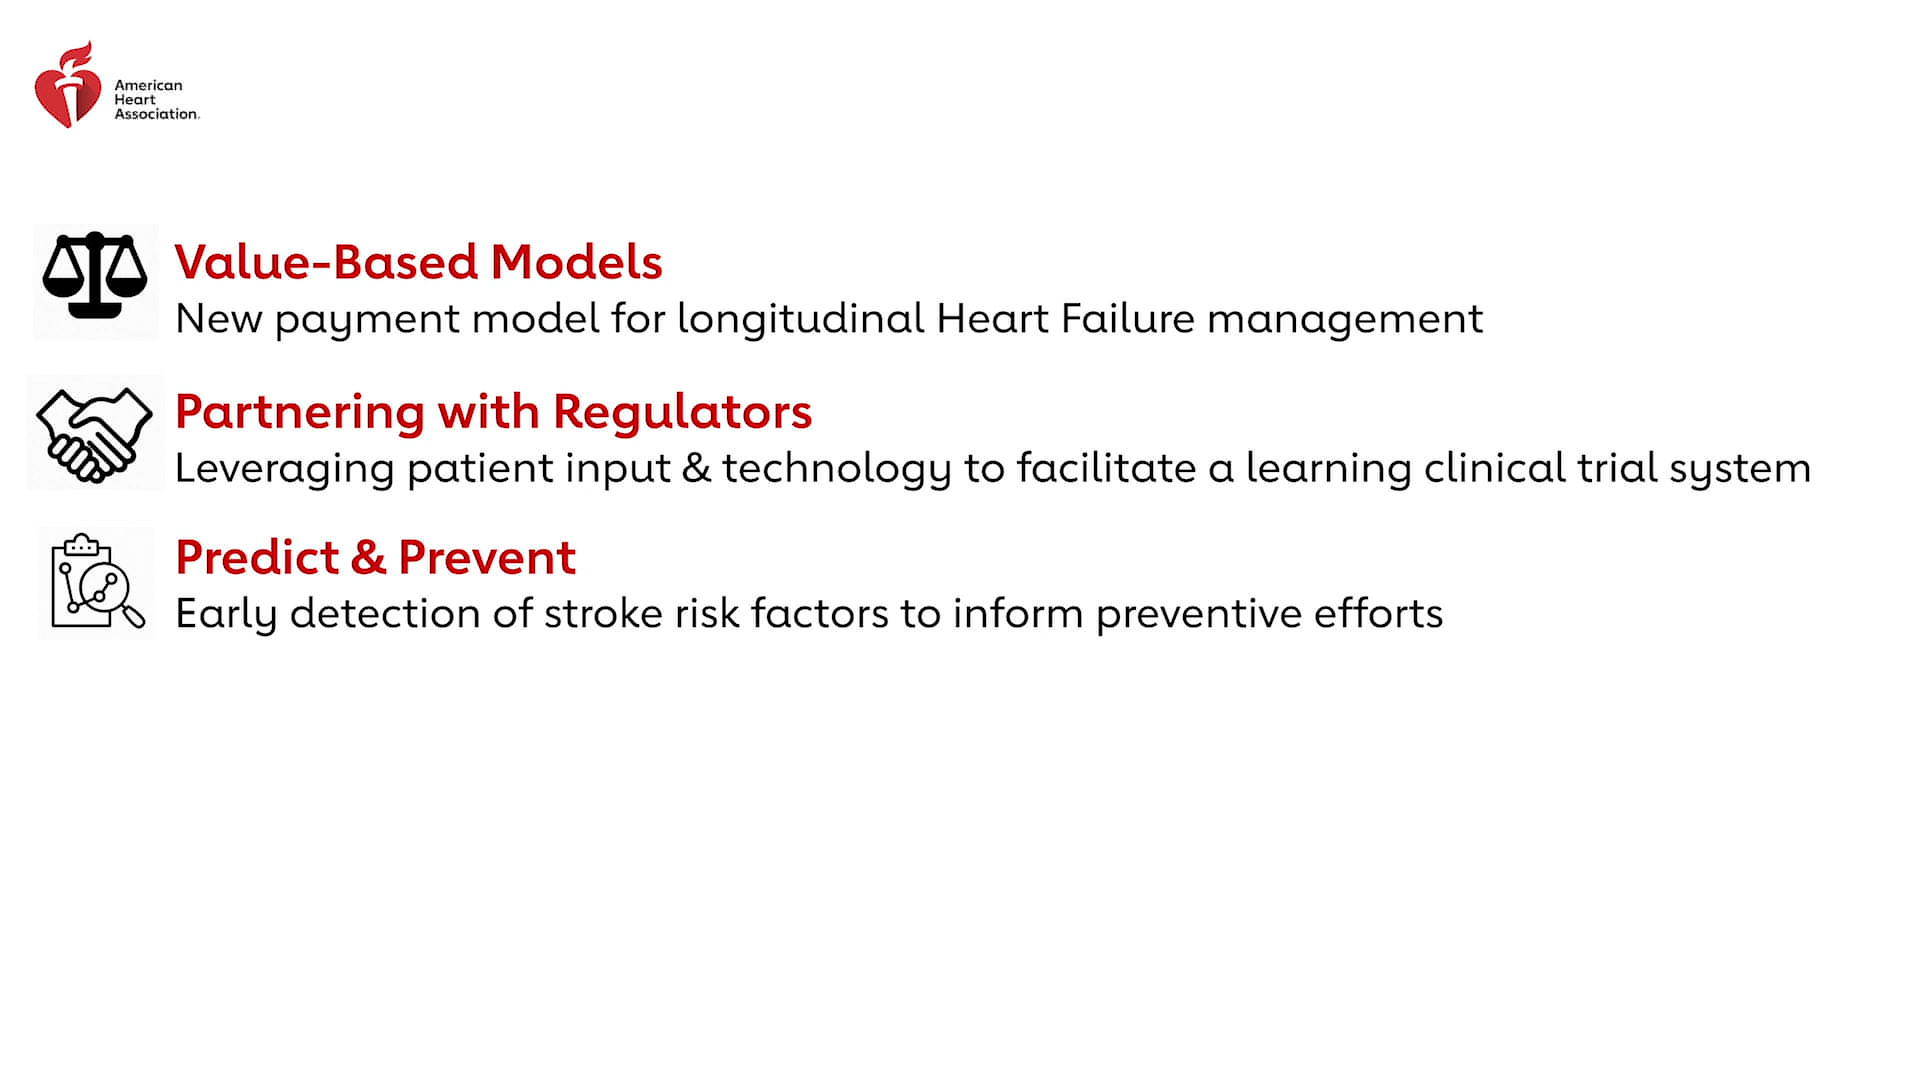 American
Heart
Association.
Value-Based Models
New payment model for longitudinal Heart Failure management
Partnering with Regulators
Leveraging patient input & technology to facilitate a learning clinical trial system
Predict & Prevent
Early detection of stroke risk factors to inform preventive efforts